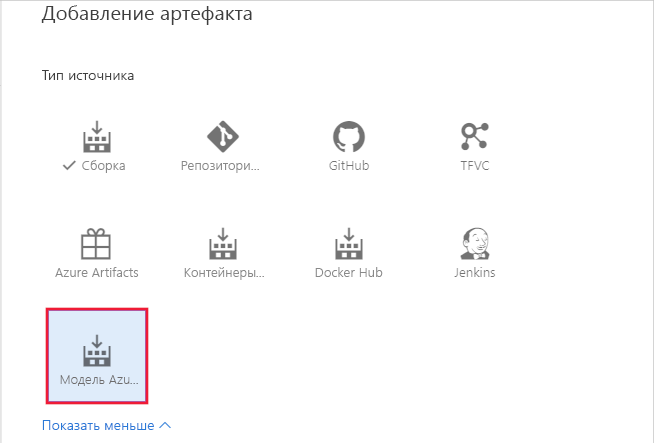 Добавление артефакта
Тип источника
Сборка
Репозитори...
GitHub
TFVC
Azure Artifacts
Контейнеры...
Docker Hub
Jenkins
Модель Azu...
Показать меньше